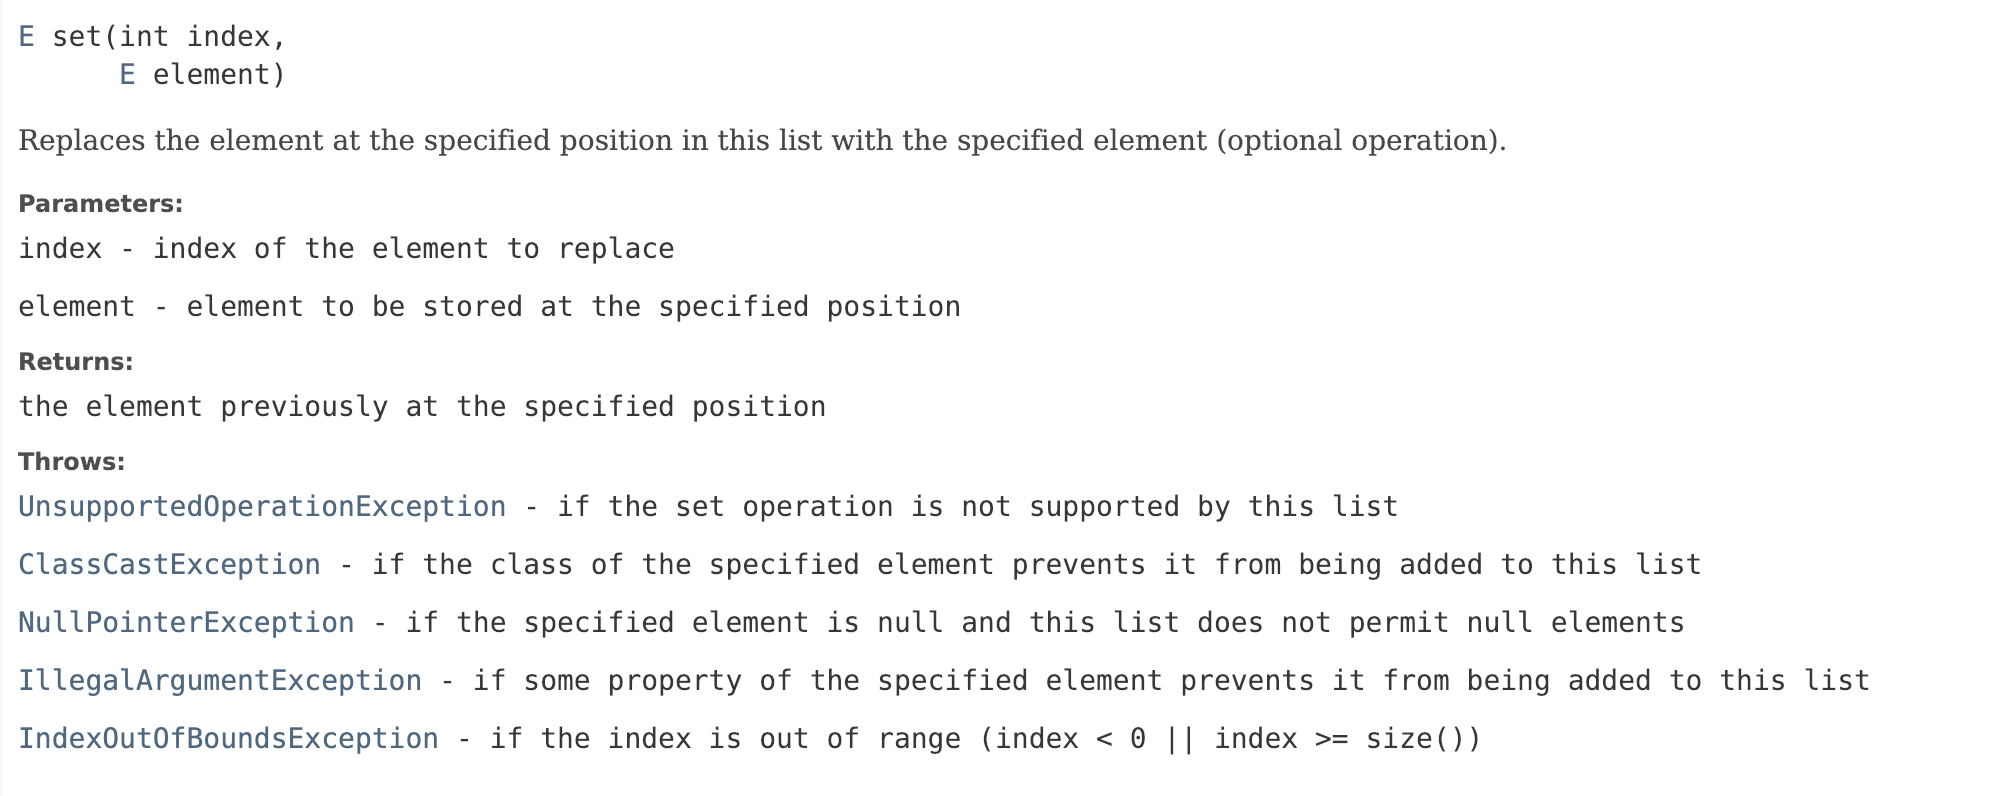 E set(int index,
      E element)
Replaces the element at the specified position in this list with the specified element (optional operation).
Parameters:
index - index of the element to replace
element - element to be stored at the specified position
Returns:
the element previously at the specified position
Throws:
UnsupportedOperationException - if the set operation is not supported by this list
ClassCastException - if the class of the specified element prevents it from being added to this list
NullPointerException - if the specified element is null and this list does not permit null elements
IllegalArgumentException - if some property of the specified element prevents it from being added to this list
IndexOutOfBoundsException - if the index is out of range (index < 0 || index >= size())